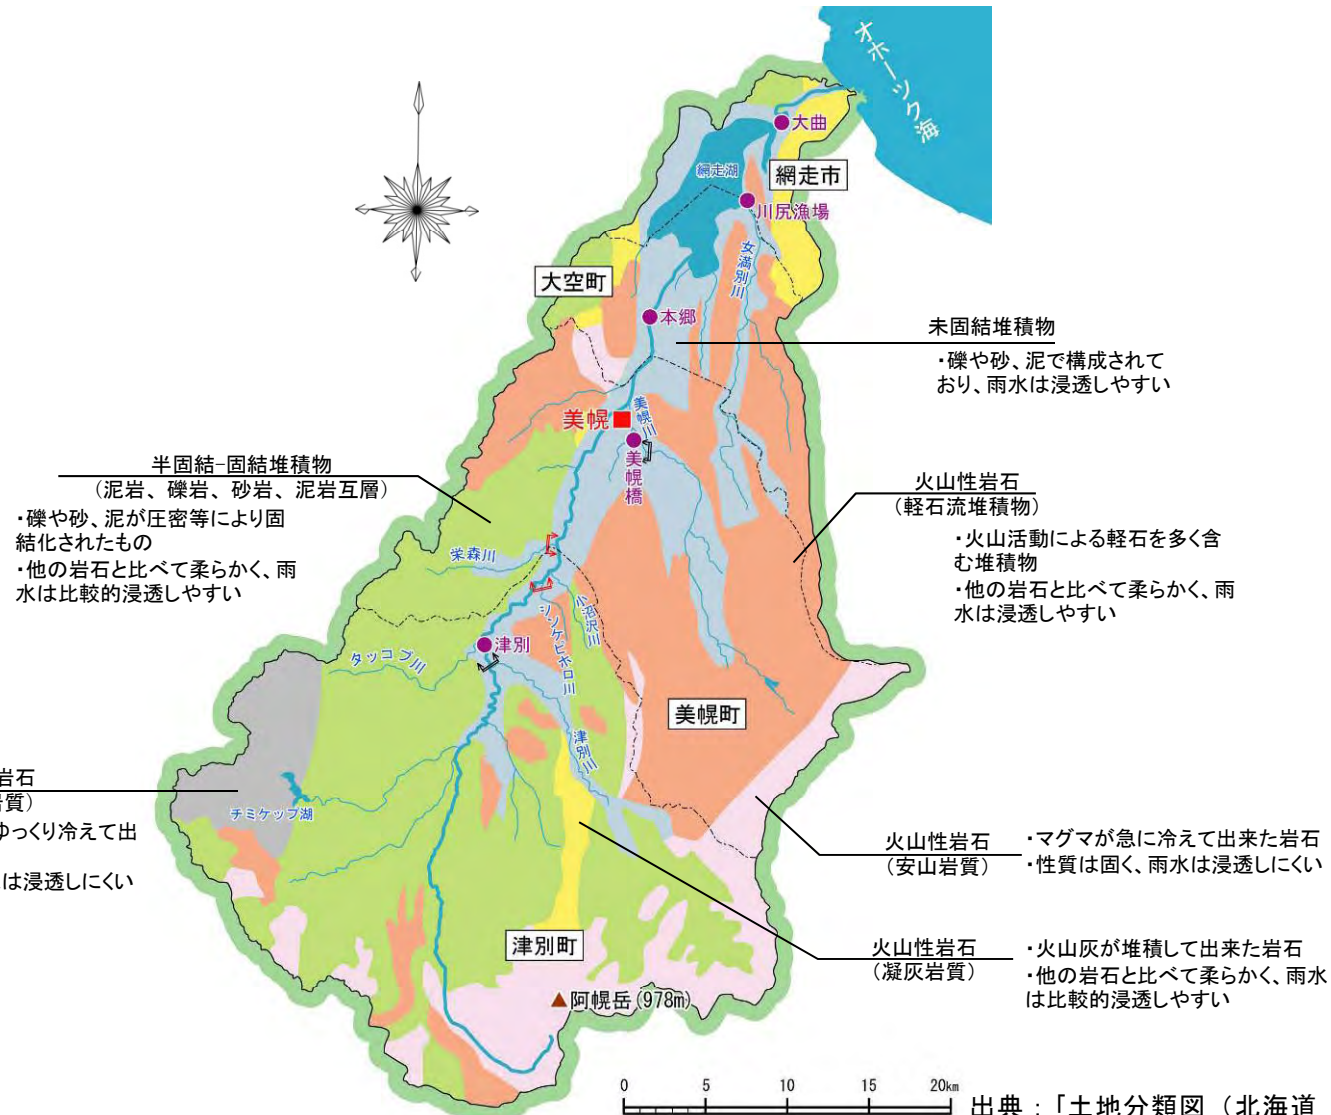 オホーツク海
大曲
網走湖
網走市
川尻漁場
女満別川
大空町
本郷
未固結堆積物
・礫や砂、泥で構成されて
おり、雨水は浸透しやすい
美幌
美幌川
美幌橋
半固結-固結堆積物
（泥岩、礫岩、砂岩、泥岩互層）
・礫や砂、泥が圧密等により固
結化されたもの
・他の岩石と比べて柔らかく、雨
水は比較的浸透しやすい
火山性岩石
（軽石流堆積物）
・火山活動による軽石を多く含
む堆積物
・他の岩石と比べて柔らかく、雨
水は浸透しやすい
栄森川
小沼沢川
シンケピホロ川
津別
タッコブ川
美幌町
津別川
岩石
岩質）
ゆっくり冷えて出
は浸透しにくい
チミケップ湖
火山性岩石
（安山岩質）
・マグマが急に冷えて出来た岩石
・性質は固く、雨水は浸透しにくい
津別町
火山性岩石
（凝灰岩質）
・火山灰が堆積して出来た岩石
・他の岩石と比べて柔らかく、雨水
は比較的浸透しやすい
阿幌岳(978m)
0 5 10 15 20km
出典：「土地分類図（北海道